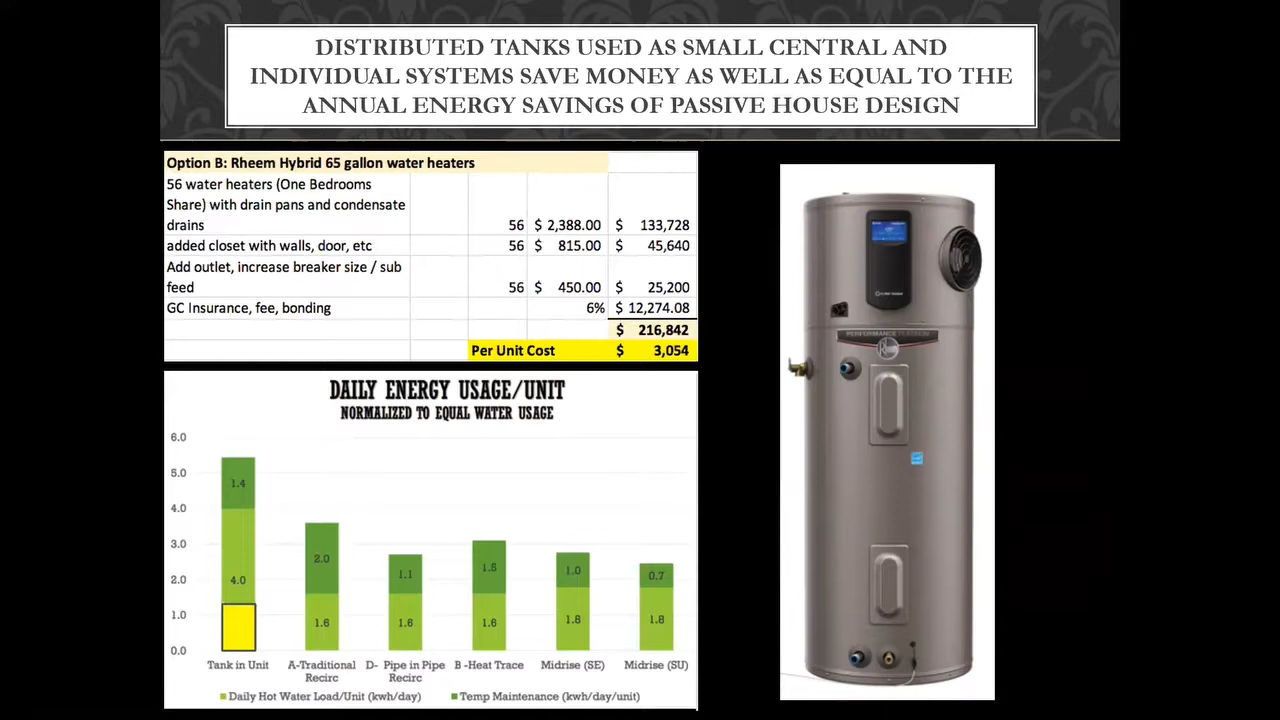 DISTRIBUTED TANKS USED AS SMALL CENTRAL AND
INDIVIDUAL SYSTEMS SAVE MONEY AS WELL AS EQUAL TO THE
ANNUAL ENERGY SAVINGS OF PASSIVE HOUSE DESIGN
Option B: Rheem Hybrid 65 gallon water heaters
56 water heaters (One Bedrooms
Share) with drain pans and condensate
drains 56 $ 2,388.00 $ 133,728
added closet with walls, door, etc 56 $ 815.00 $ 45,640
Add outlet, increase breaker size / sub
feed 56 $ 450.00 $ 25,200
GC Insurance, fee, bonding 6% $ 12,274.08
$ 216,842
Per Unit Cost $ 3,054
DAILY ENERGY USAGE/UNIT
NORMALIZED TO EQUAL WATER USAGE
6.0
5.0
4.0
3.0
2.0
1.0
0.0
1.4
4.0
2.0
1.6
1.1
1.6
1.5
1.6
1.0
1.8
0.7
1.8
Tank in Unit
A-Traditional
Recirc
D- Pipe in Pipe
Recirc
B -Heat Trace
Midrise (SE)
Midrise (SU)
Daily Hot Water Load/Unit (kwh/day)
Temp Maintenance (kwh/day/unit)
PERFORMANCE PLATINUM